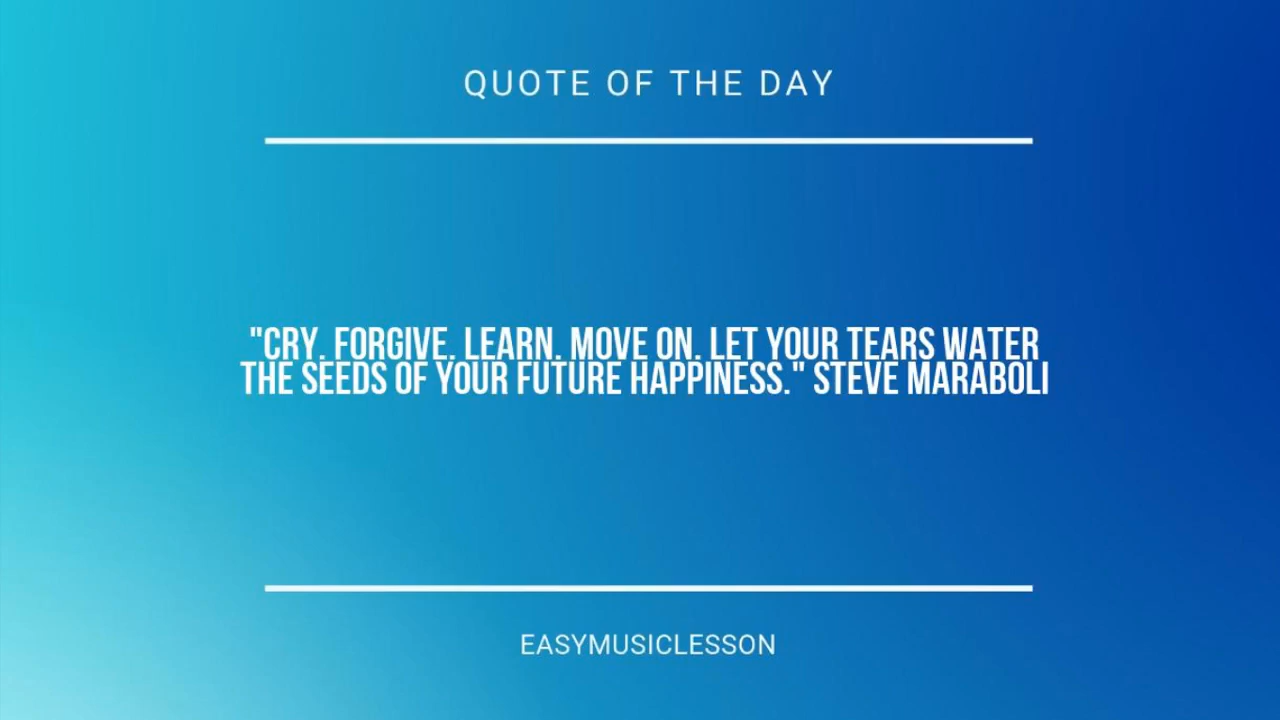 QUOTE OF THE DAY
"CRY. FORGIVE. LEARN. MOVE ON. LET YOUR TEARS WATER
THE SEEDS OF YOUR FUTURE HAPPINESS." STEVE MARABOLI
EASYMUSICLESSON